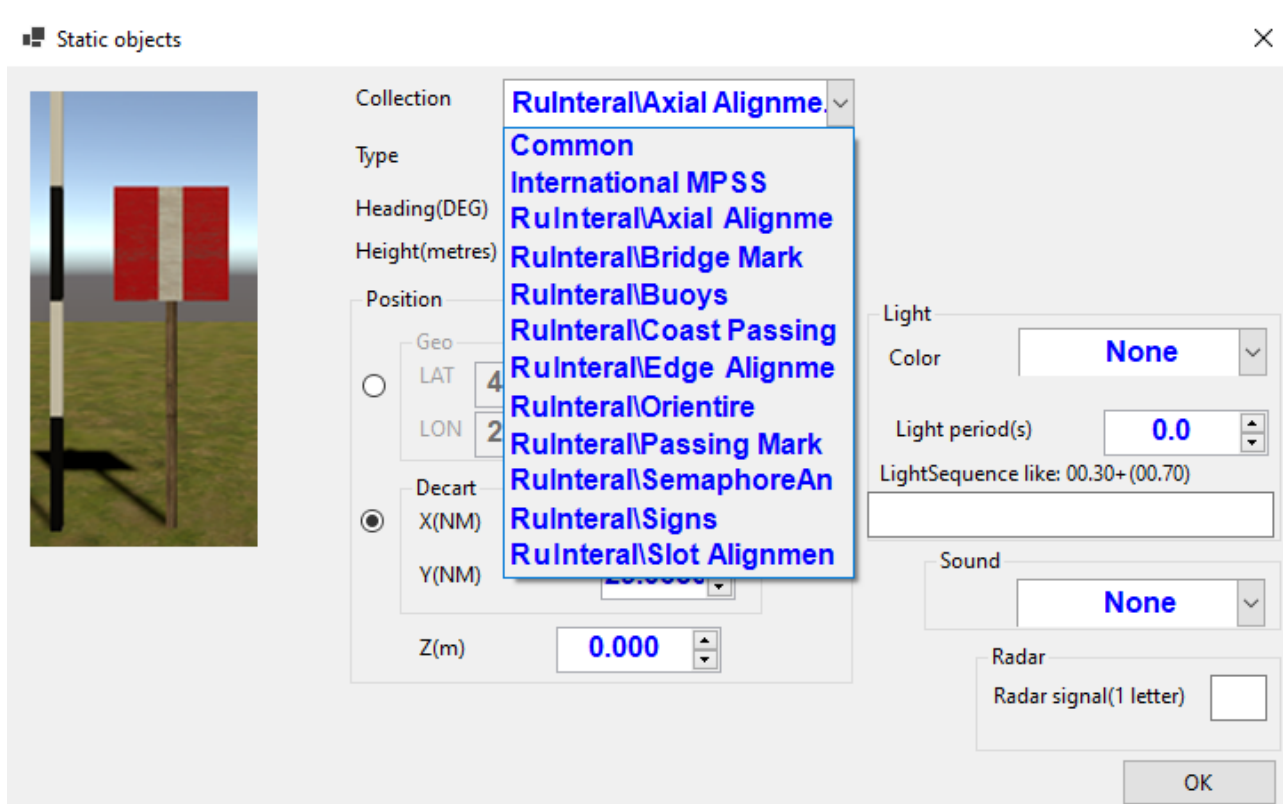 Static objects
Collection
RuInteral\Axial Alignme.
Common
International MPSS
RuInteral\Axial Alignme
RuInteral\Bridge Mark
RuInteral\Buoys
RuInteral\Coast Passing
RuInteral\Edge Alignme
RuInteral\Orientire
RuInteral\Passing Mark
RuInteral\SemaphoreAn
RuInteral\Signs
RuInteral\Slot Alignmen
Type
Heading(DEG)
Height(metres)
Position
Geo
LAT 4
LON 2
Decart
X(NM)
Y(NM)
Z(m) 0.000
Light
Color None
Light period(s) 0.0
LightSequence like: 00.30+(00.70)
Sound
None
Radar
Radar signal(1 letter)
OK